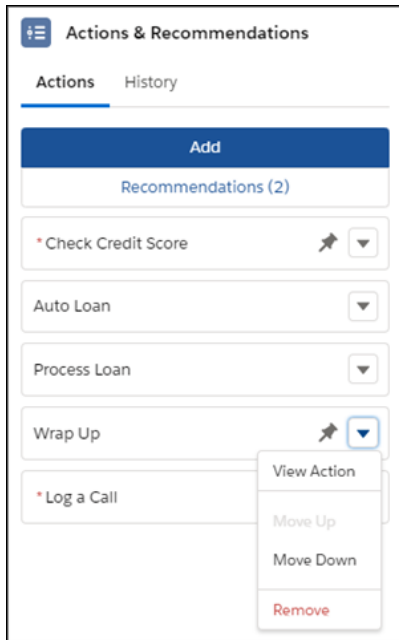 Actions & Recommendations
Actions History
Add
Recommendations (2)
*Check Credit Score
Auto Loan
Process Loan
Wrap Up
View Action
*Log a Call
Move Up
Move Down
Remove